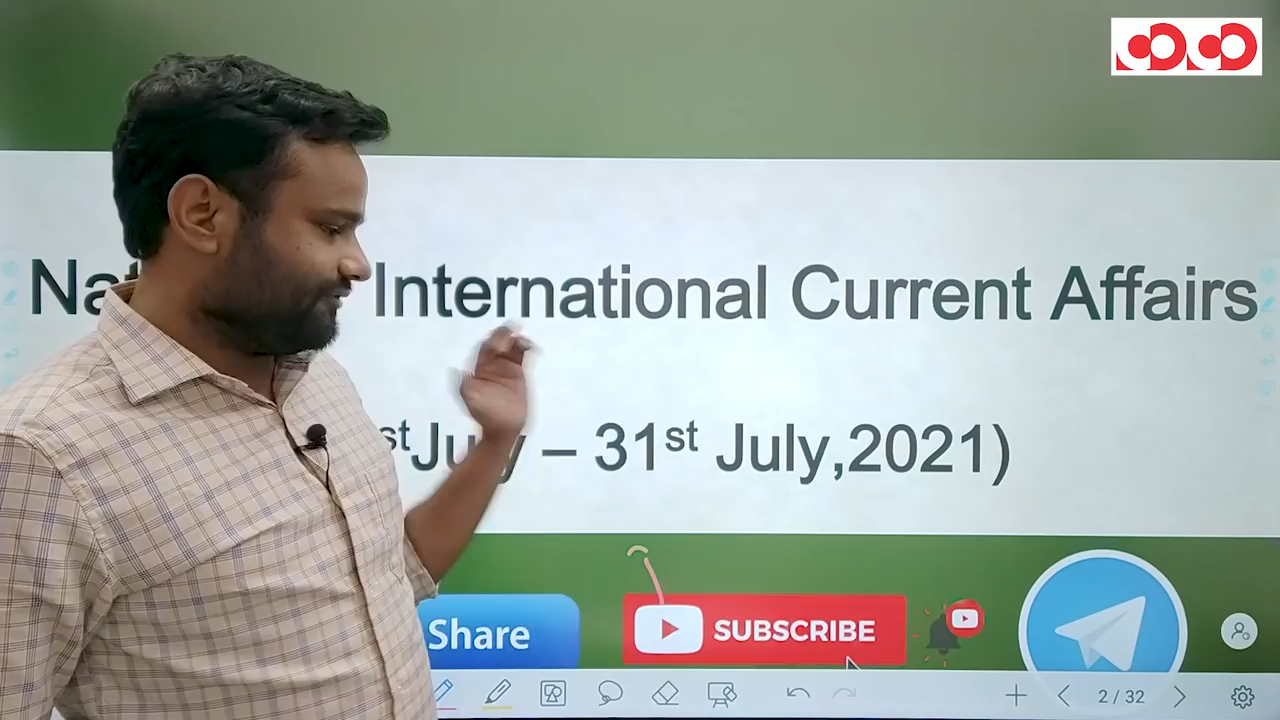 International Current Affairs
July – 31st July,2021)
Share
SUBSCRIBE
2 / 32